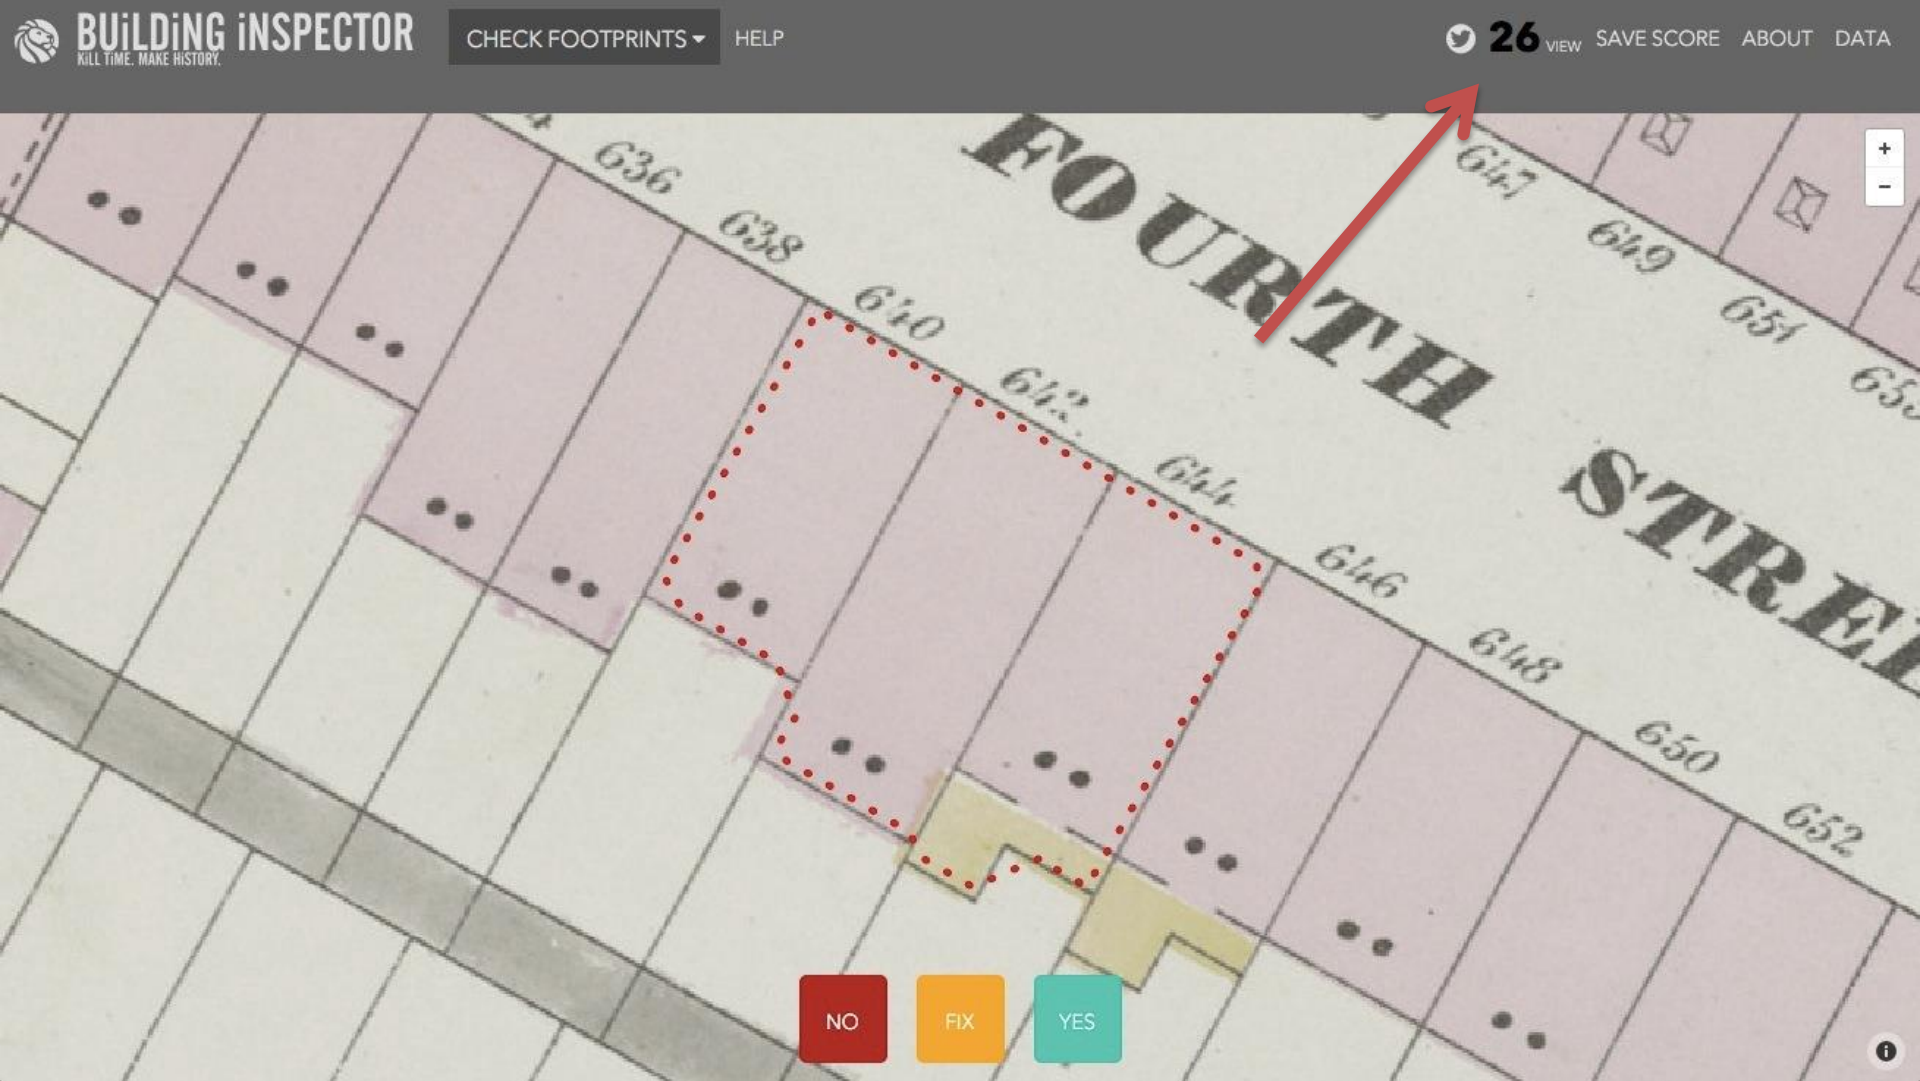 BUiLDiNG iNSPECTOR
KiLL TiME. MAKE HiSTORY.
CHECK FOOTPRINTS
HELP
26 VIEW
SAVE SCORE
ABOUT
DATA
+
-
636
638
640
642
644
646
648
650
652
FOURTH
647
649
651
NO
FIX
YES
i